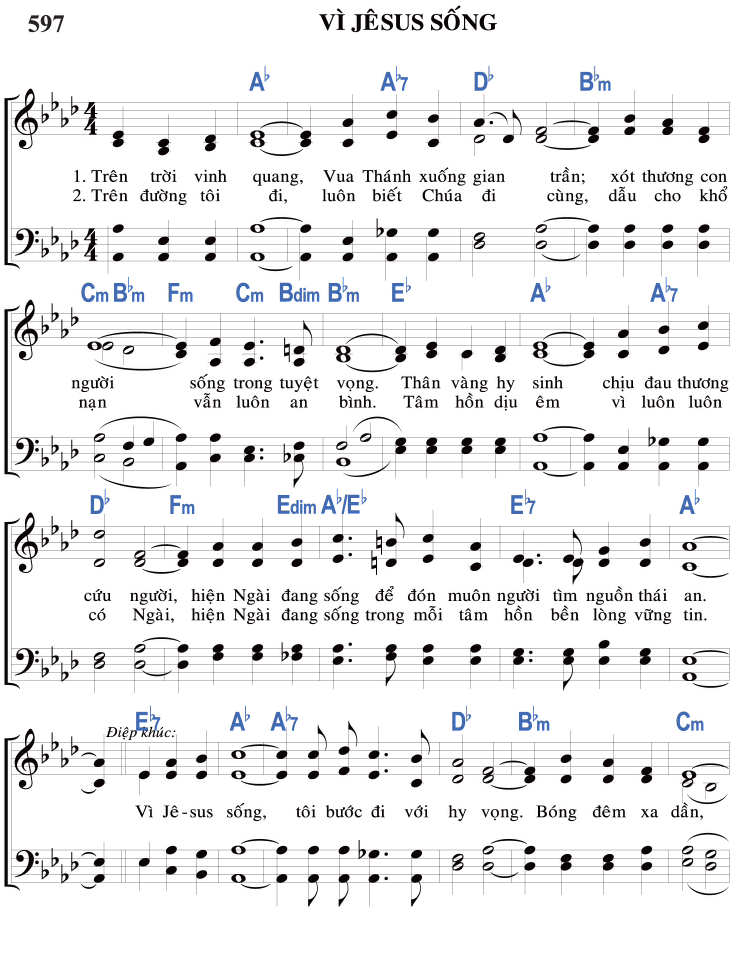 597 VÌ JÊSUS SỐNG
A♭ A♭7 D♭ B♭m
1. Trên trời vinh quang, Vua Thánh xuống gian trần; xót thương con
2. Trên đường tôi đi, luôn biết Chúa đi cùng, dẫu cho khổ
Cm B♭m Fm Cm Bdim B♭m E♭ A♭ A♭7
người sống trong tuyệt vọng. Thân vàng hy sinh chịu đau thương
nạn vẫn luôn an bình. Tâm hồn dịu êm vì luôn luôn
D♭ Fm Edim A♭/E♭ E♭7 A♭
cứu người, hiện Ngài đang sống để đón muôn người tìm nguồn thái an.
có Ngài, hiện Ngài đang sống trong mỗi tâm hồn bền lòng vững tin.
E♭7 A♭ A♭7 D♭ B♭m Cm
Điệp khúc:
Vì Jê-sus sống, tôi bước đi với hy vọng. Bóng đêm xa dần,